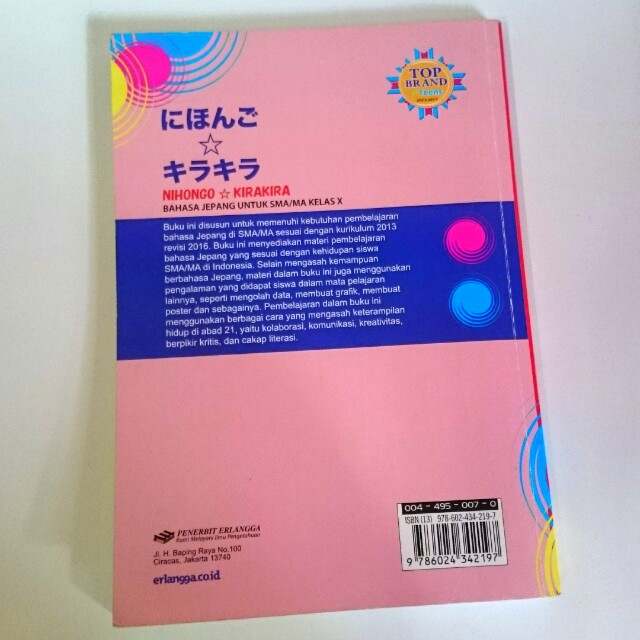 TOP
BRAND
Teens
にほんご
☆
キラキラ
NIHONGO ☆ KIRAKIRA
BAHASA JEPANG UNTUK SMA/MA KELAS X
Buku ini disusun untuk memenuhi kebutuhan pembelajaran
bahasa Jepang di SMA/MA sesuai dengan kurikulum 2013
revisi 2016. Buku ini menyediakan materi pembelajaran
bahasa Jepang yang sesuai dengan kehidupan siswa
SMA/MA di Indonesia. Selain mengasah kemampuan
berbahasa Jepang, materi dalam buku ini juga menggunakan
pengalaman yang didapat siswa dalam mata pelajaran
lainnya, seperti mengolah data, membuat grafik, membuat
poster dan sebagainya. Pembelajaran dalam buku ini
menggunakan berbagai cara yang mengasah keterampilan
hidup di abad 21, yaitu kolaborasi, komunikasi, kreativitas,
berpikir kritis, dan cakap literasi.
PENERBIT ERLANGGA
Kami Melayani Ilmu Pengetahuan
Jl. H. Baping Raya No.100
Ciracas, Jakarta 13740
erlangga.co.id
004 - 495 - 007 - 0
ISBN (13) 978-602-434-219-7
9 786024 342197